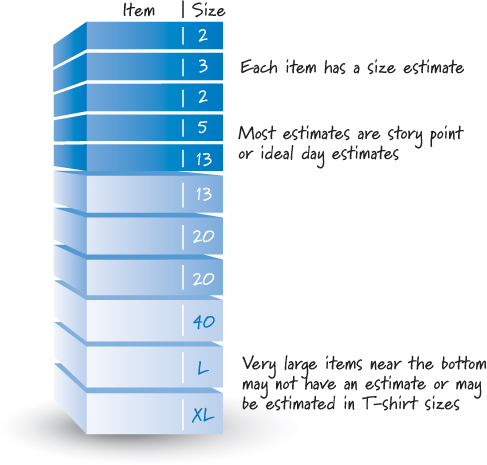 Item | Size
2
3
Each item has a size estimate
2
5
Most estimates are story point
or ideal day estimates
13
13
20
20
40
L
Very large items near the bottom
may not have an estimate or may
be estimated in T-shirt sizes
XL